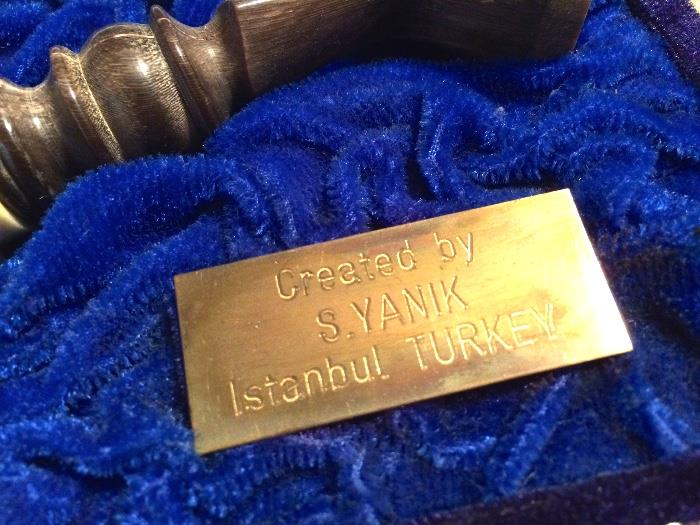 Created by
S.YANIK
Istanbul TURKEY